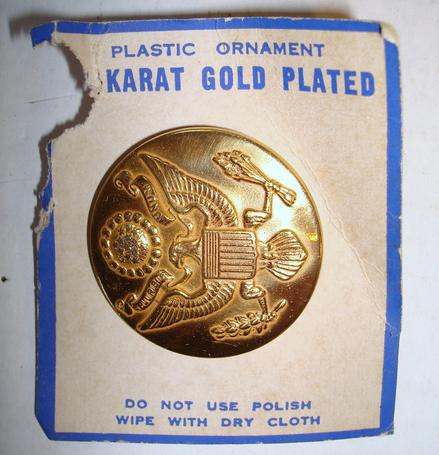 PLASTIC ORNAMENT
KARAT GOLD PLATED
DO NOT USE POLISH
WIPE WITH DRY CLOTH